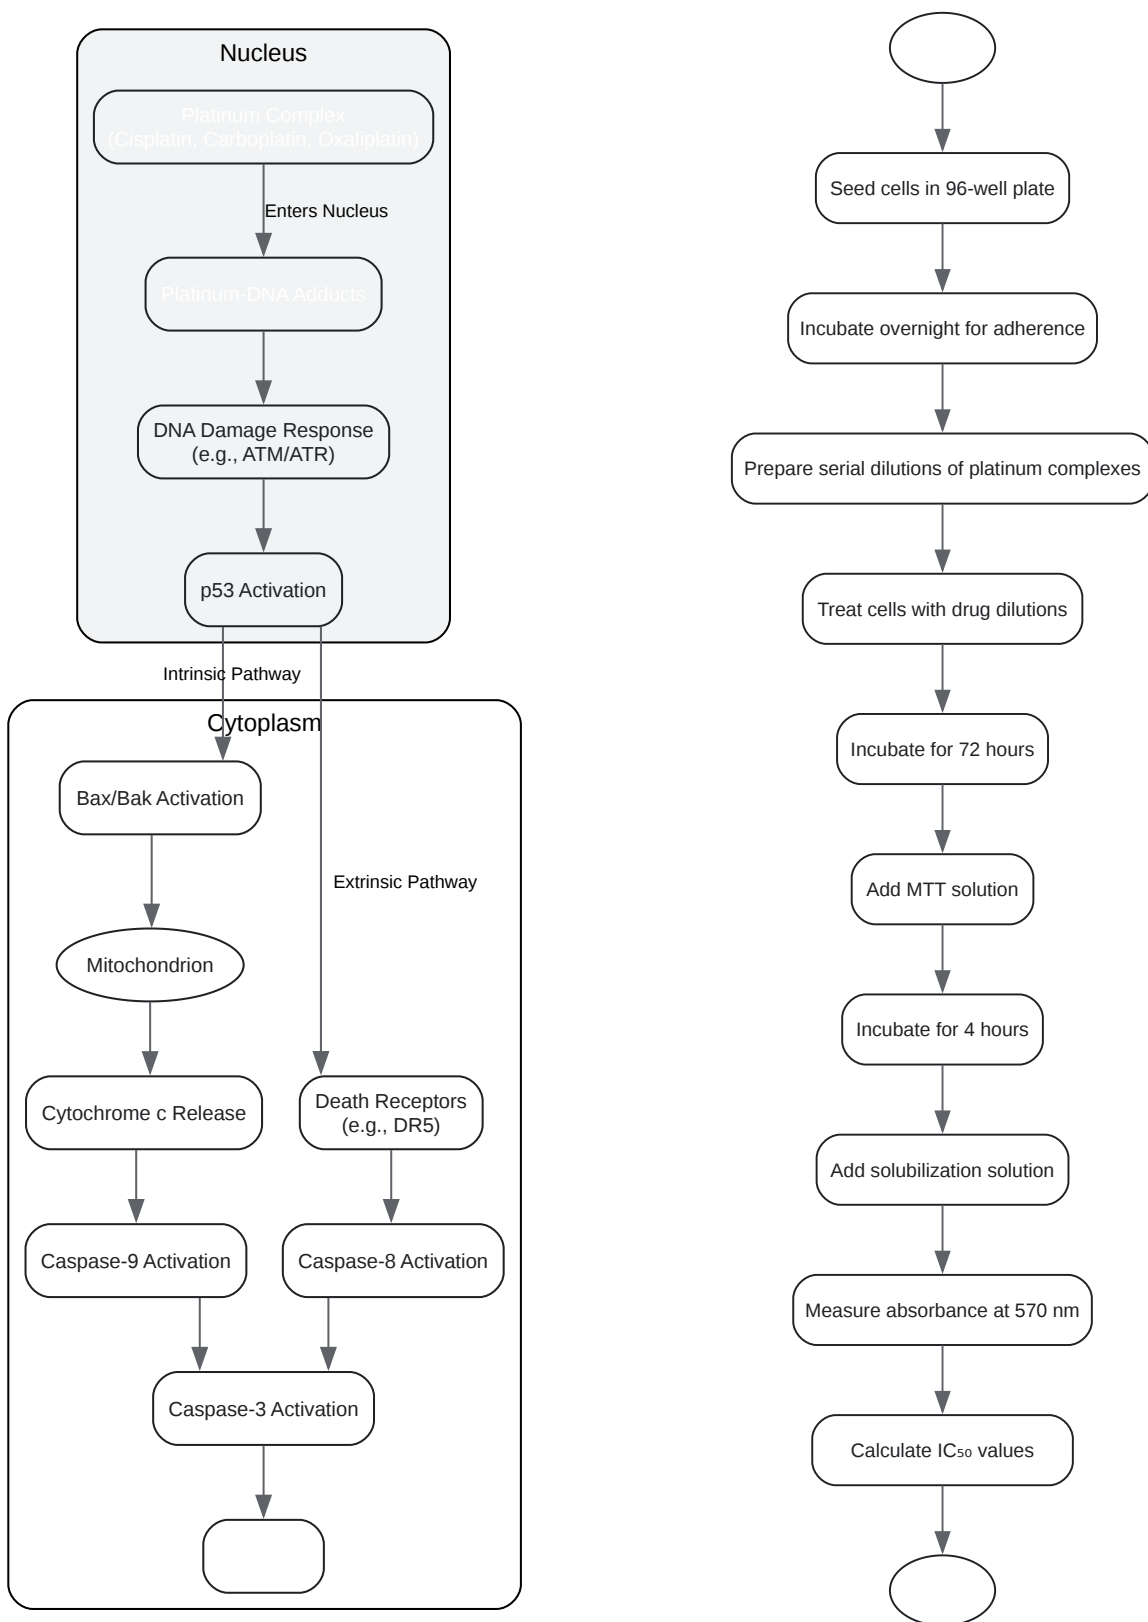 Nucleus
Platinum Complex
(Cisplatin, Carboplatin, Oxaliplatin)
Enters Nucleus
Platinum-DNA Adducts
DNA Damage Response
(e.g., ATM/ATR)
p53 Activation
Intrinsic Pathway
Cytoplasm
Bax/Bak Activation
Extrinsic Pathway
Mitochondrion
Cytochrome c Release
Death Receptors
(e.g., DR5)
Caspase-9 Activation
Caspase-8 Activation
Caspase-3 Activation
Seed cells in 96-well plate
Incubate overnight for adherence
Prepare serial dilutions of platinum complexes
Treat cells with drug dilutions
Incubate for 72 hours
Add MTT solution
Incubate for 4 hours
Add solubilization solution
Measure absorbance at 570 nm
Calculate IC₅₀ values